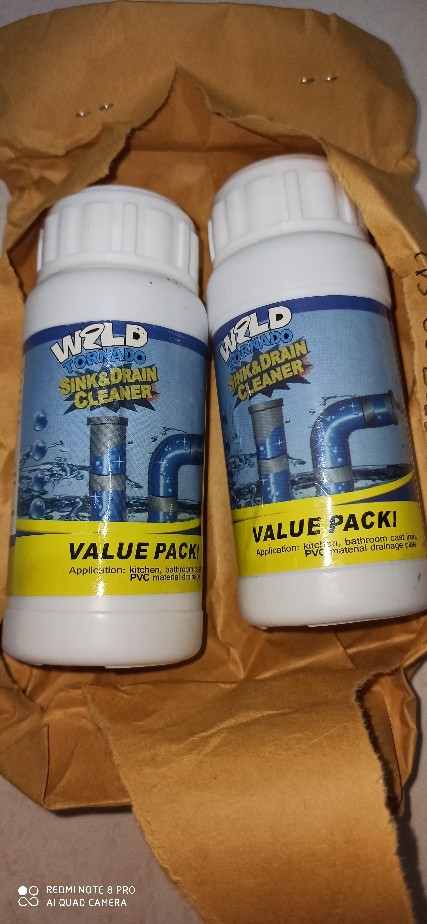 WILD
TORNADO
SINK&DRAIN
CLEANER
VALUE PACK!
Application: kitchen, bathroom
PVC material drainage
WILD
TORNADO
SINK&DRAIN
CLEANER
VALUE PACK!
Application: kitchen, bathroom cast iron,
PVC material drainage pipe
REDMI NOTE 8 PRO
AI QUAD CAMERA